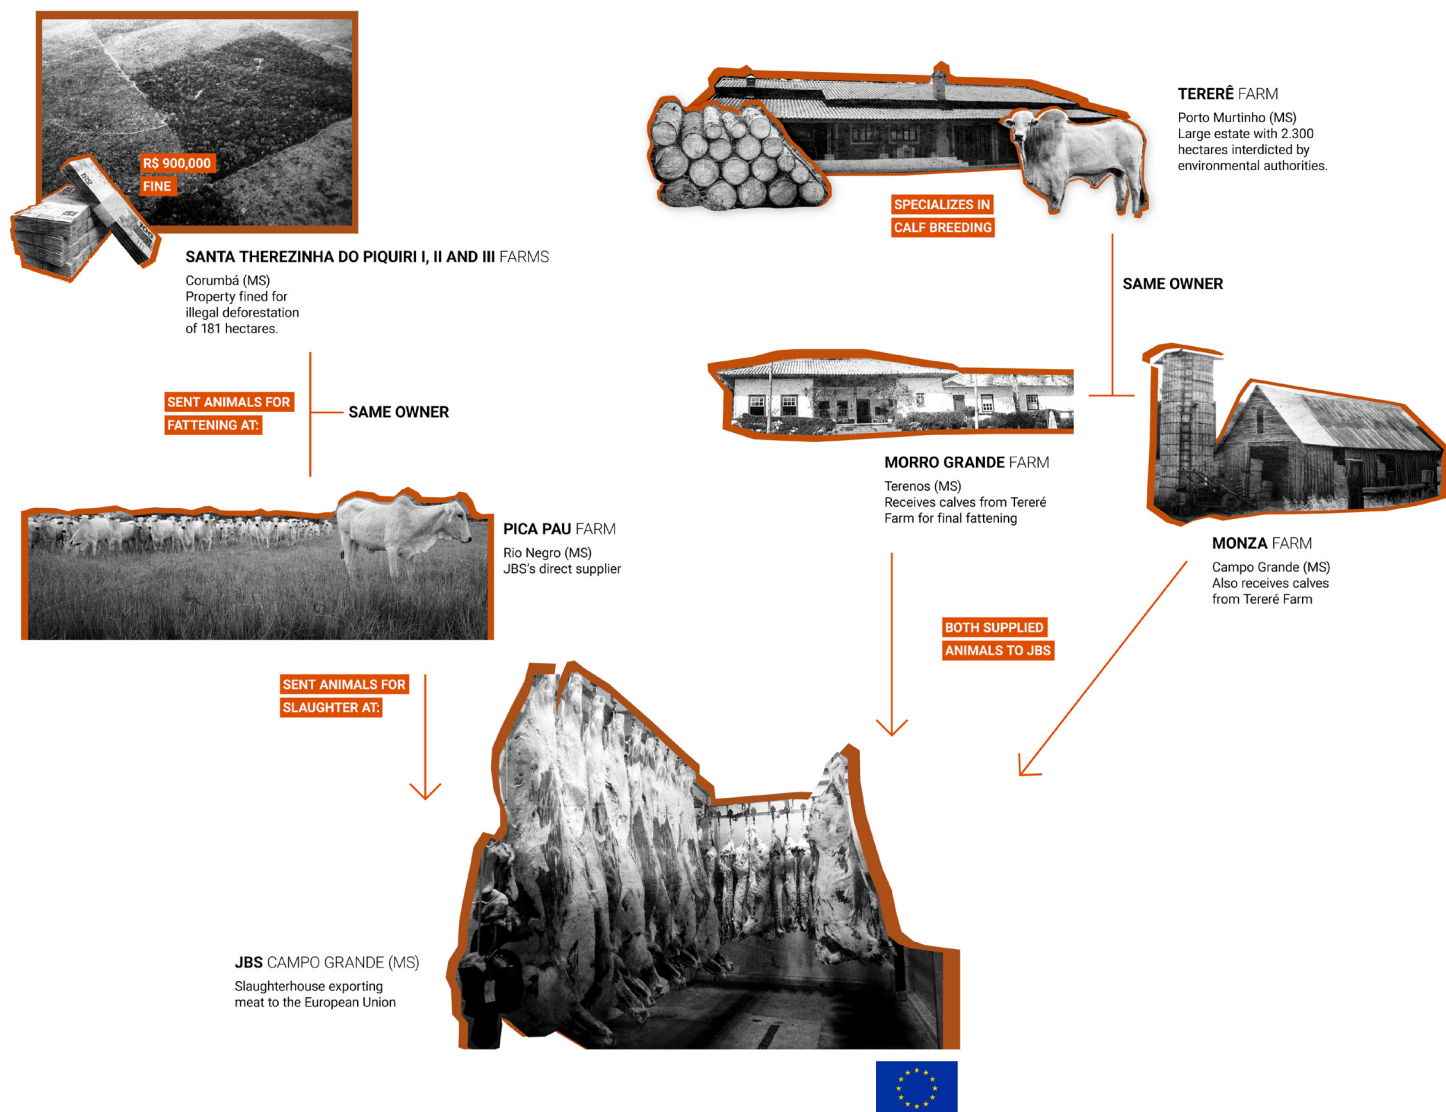 R$ 900,000
FINE
SANTA THEREZINHA DO PIQUIRI I, II AND III FARMS
Corumbá (MS)
Property fined for
illegal deforestation
of 181 hectares.
SENT ANIMALS FOR
FATTENING AT:
SAME OWNER
PICA PAU FARM
Rio Negro (MS)
JBS's direct supplier
SENT ANIMALS FOR
SLAUGHTER AT:
TERERÊ FARM
Porto Murtinho (MS)
Large estate with 2.300
hectares interdicted by
environmental authorities.
SPECIALIZES IN
CALF BREEDING
SAME OWNER
MORRO GRANDE FARM
Terenos (MS)
Receives calves from Tereré
Farm for final fattening
MONZA FARM
Campo Grande (MS)
Also receives calves
from Tereré Farm
BOTH SUPPLIED
ANIMALS TO JBS
JBS CAMPO GRANDE (MS)
Slaughterhouse exporting
meat to the European Union